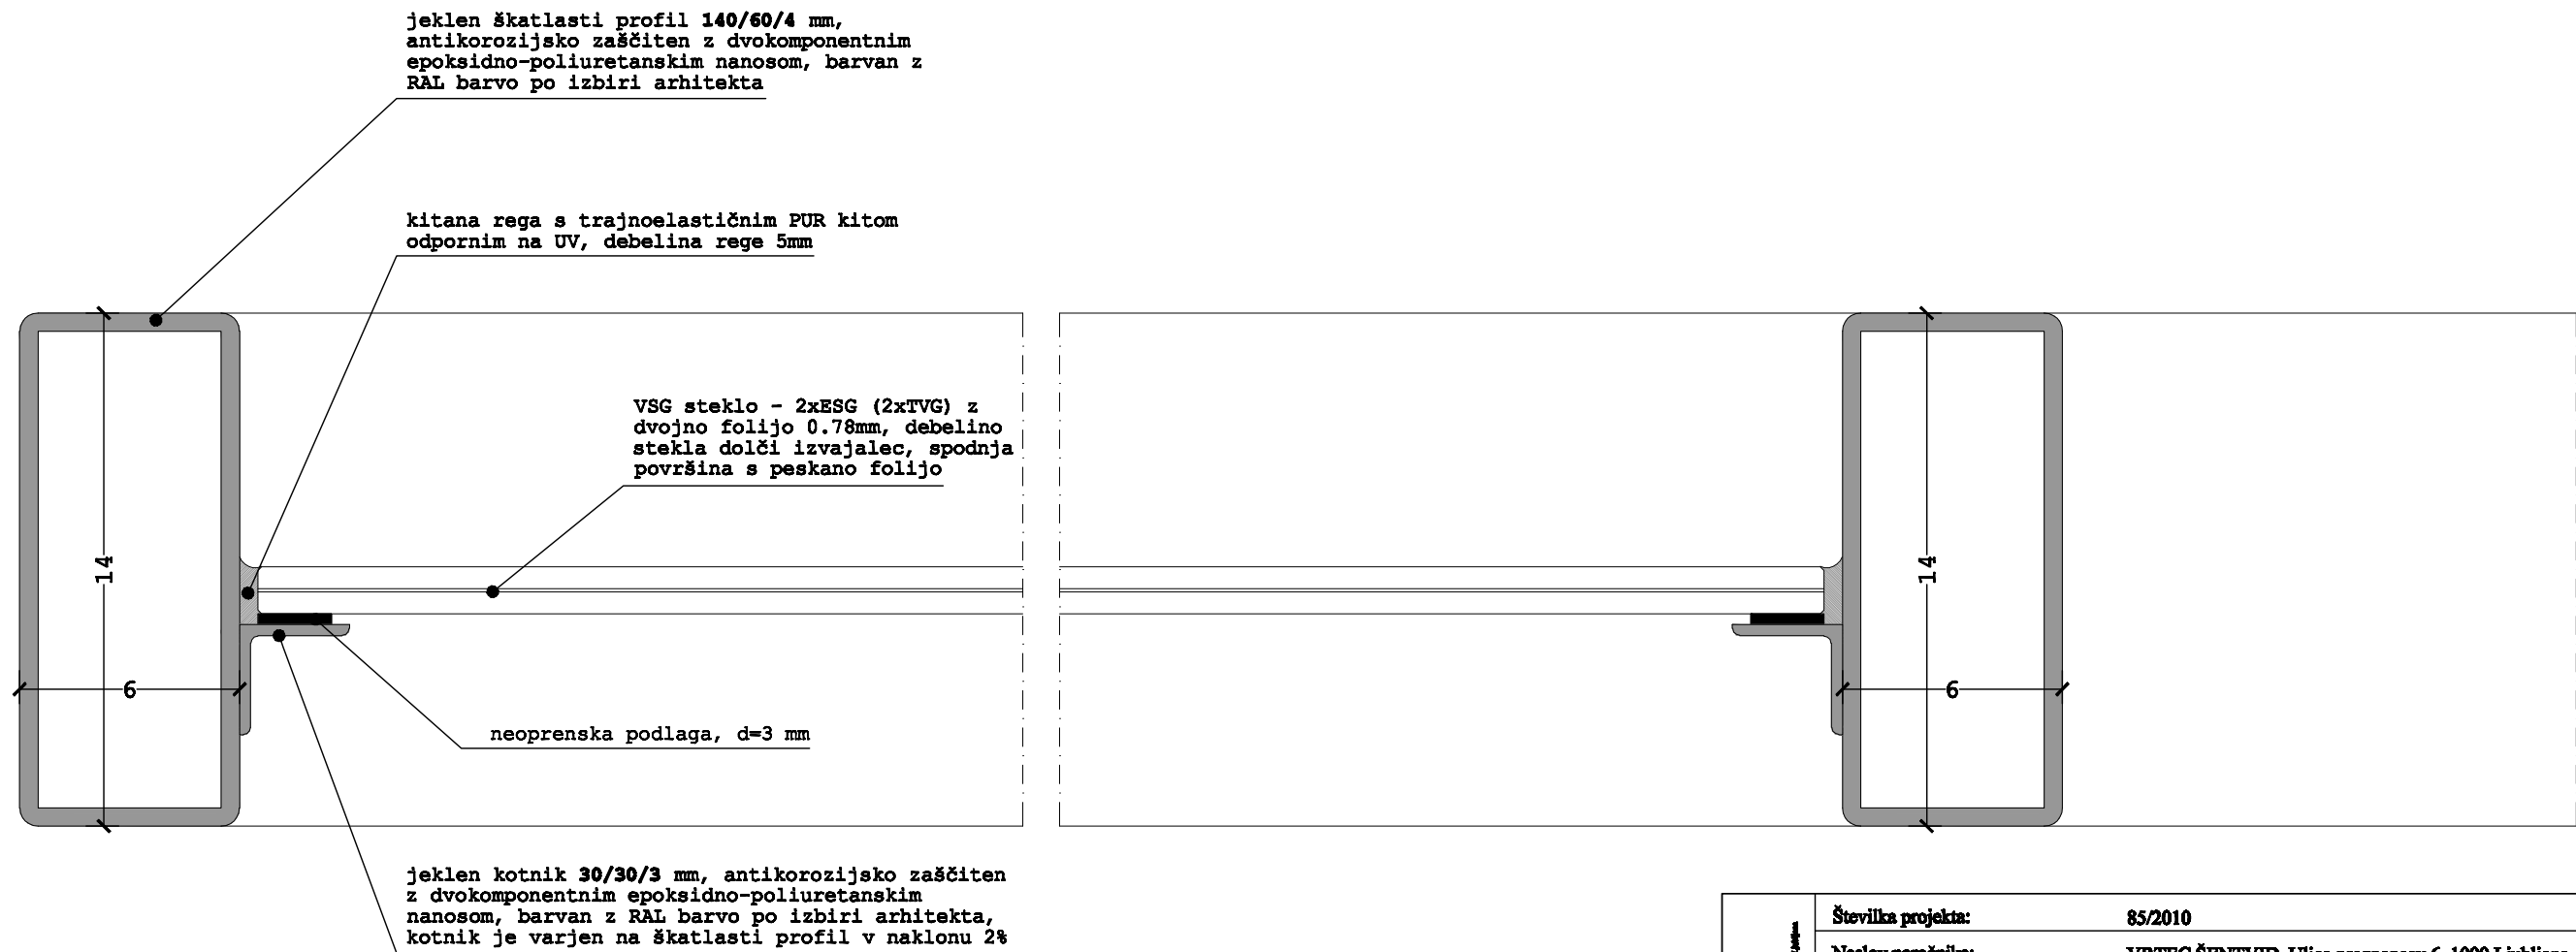 jeklen škatlasti profil 140/60/4 mm,
antikorozijsko zaščiten z dvokomponentnim
epoksidno-poliuretanskim nanosom, barvan z
RAL barvo po izbiri arhitekta
kitana rega s trajnoelastičnim PUR kitom
odpornim na UV, debelina rege 5mm
VSG steklo - 2xESG (2xTVG) z
dvojno folijo 0.78mm, debelino
stekla dolči izvajalec, spodnja
površina s peskano folijo
14
14
6
6
neoprenska podlaga, d=3 mm
jeklen kotnik 30/30/3 mm, antikorozijsko zaščiten
z dvokomponentnim epoksidno-poliuretanskim
nanosom, barvan z RAL barvo po izbiri arhitekta,
kotnik je varjen na škatlasti profil v naklonu 2%
Številka projekta: 85/2010